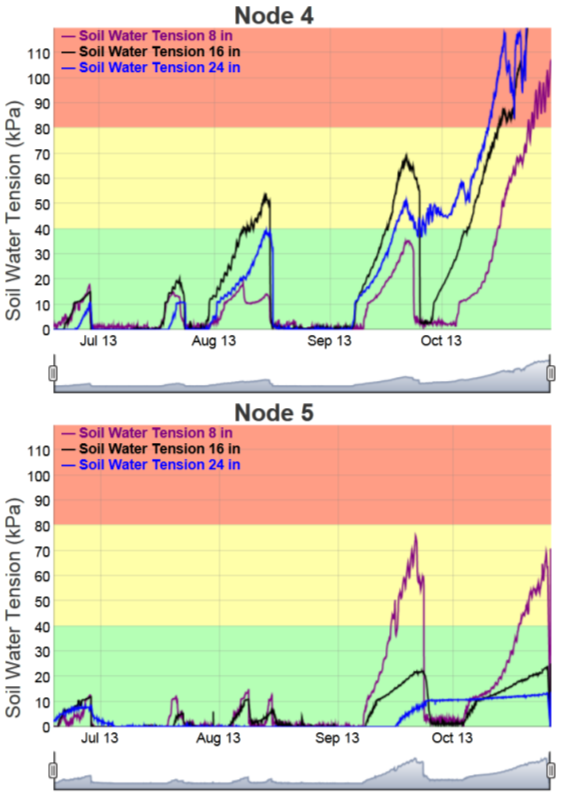 Node 4
Soil Water Tension (kPa)
— Soil Water Tension 8 in
— Soil Water Tension 16 in
— Soil Water Tension 24 in
110
100
90
80
70
60
50
40
30
20
10
0
Jul 13 Aug 13 Sep 13 Oct 13
Node 5
Soil Water Tension (kPa)
— Soil Water Tension 8 in
— Soil Water Tension 16 in
— Soil Water Tension 24 in
110
100
90
80
70
60
50
40
30
20
10
0
Jul 13 Aug 13 Sep 13 Oct 13